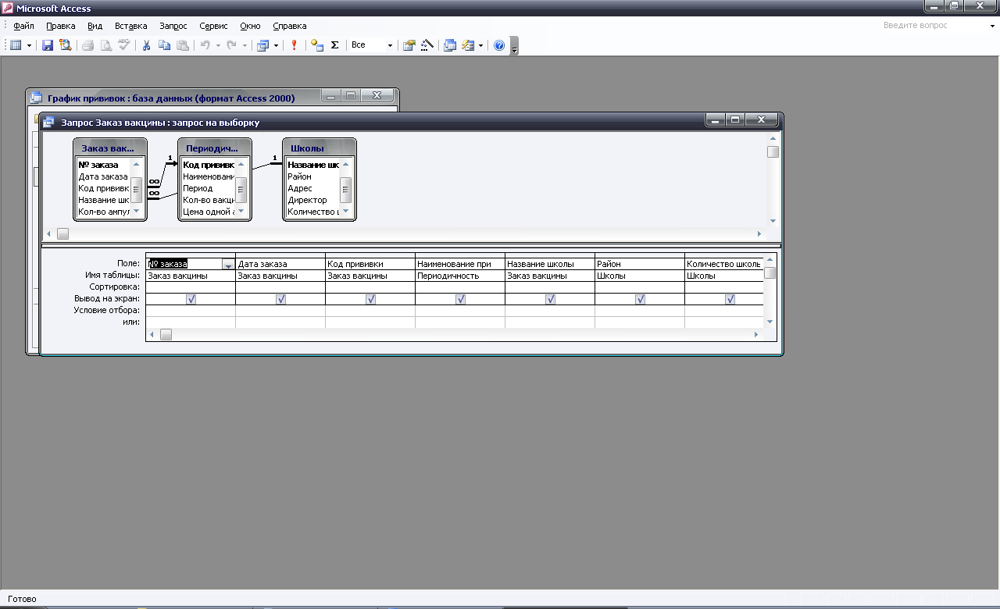 Microsoft Access
Файл Правка Вид Вставка Запрос Сервис Окно Справка Введите вопрос
Все
График прививок : база данных (формат Access 2000)
Запрос Заказ вакцины : запрос на выборку
Заказ вак... Периодич... Школы
№ заказа Код прививк Название шк
Дата заказа Наименовани Район
Код прививк Период Адрес
Название шк Кол-во вакци Директор
Кол-во ампул Цена одной а Количество ш
1 1
∞
∞
Поле: № заказа Дата заказа Код прививки Наименование при Название школы Район Количество школь
Имя таблицы: Заказ вакцины Заказ вакцины Заказ вакцины Периодичность Заказ вакцины Школы Школы
Сортировка:
Вывод на экран:
Условие отбора:
или:
Готово